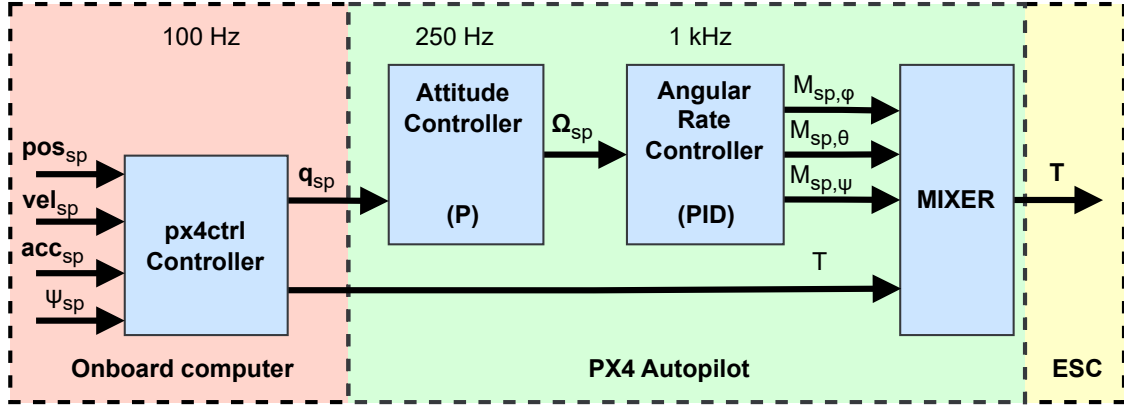 100 Hz
250 Hz
1 kHz
pos_sp
vel_sp
acc_sp
ψ_sp
px4ctrl
Controller
q_sp
Attitude
Controller
(P)
Ω_sp
Angular
Rate
Controller
(PID)
M_sp,φ
M_sp,θ
M_sp,ψ
T
MIXER
T
Onboard computer
PX4 Autopilot
ESC